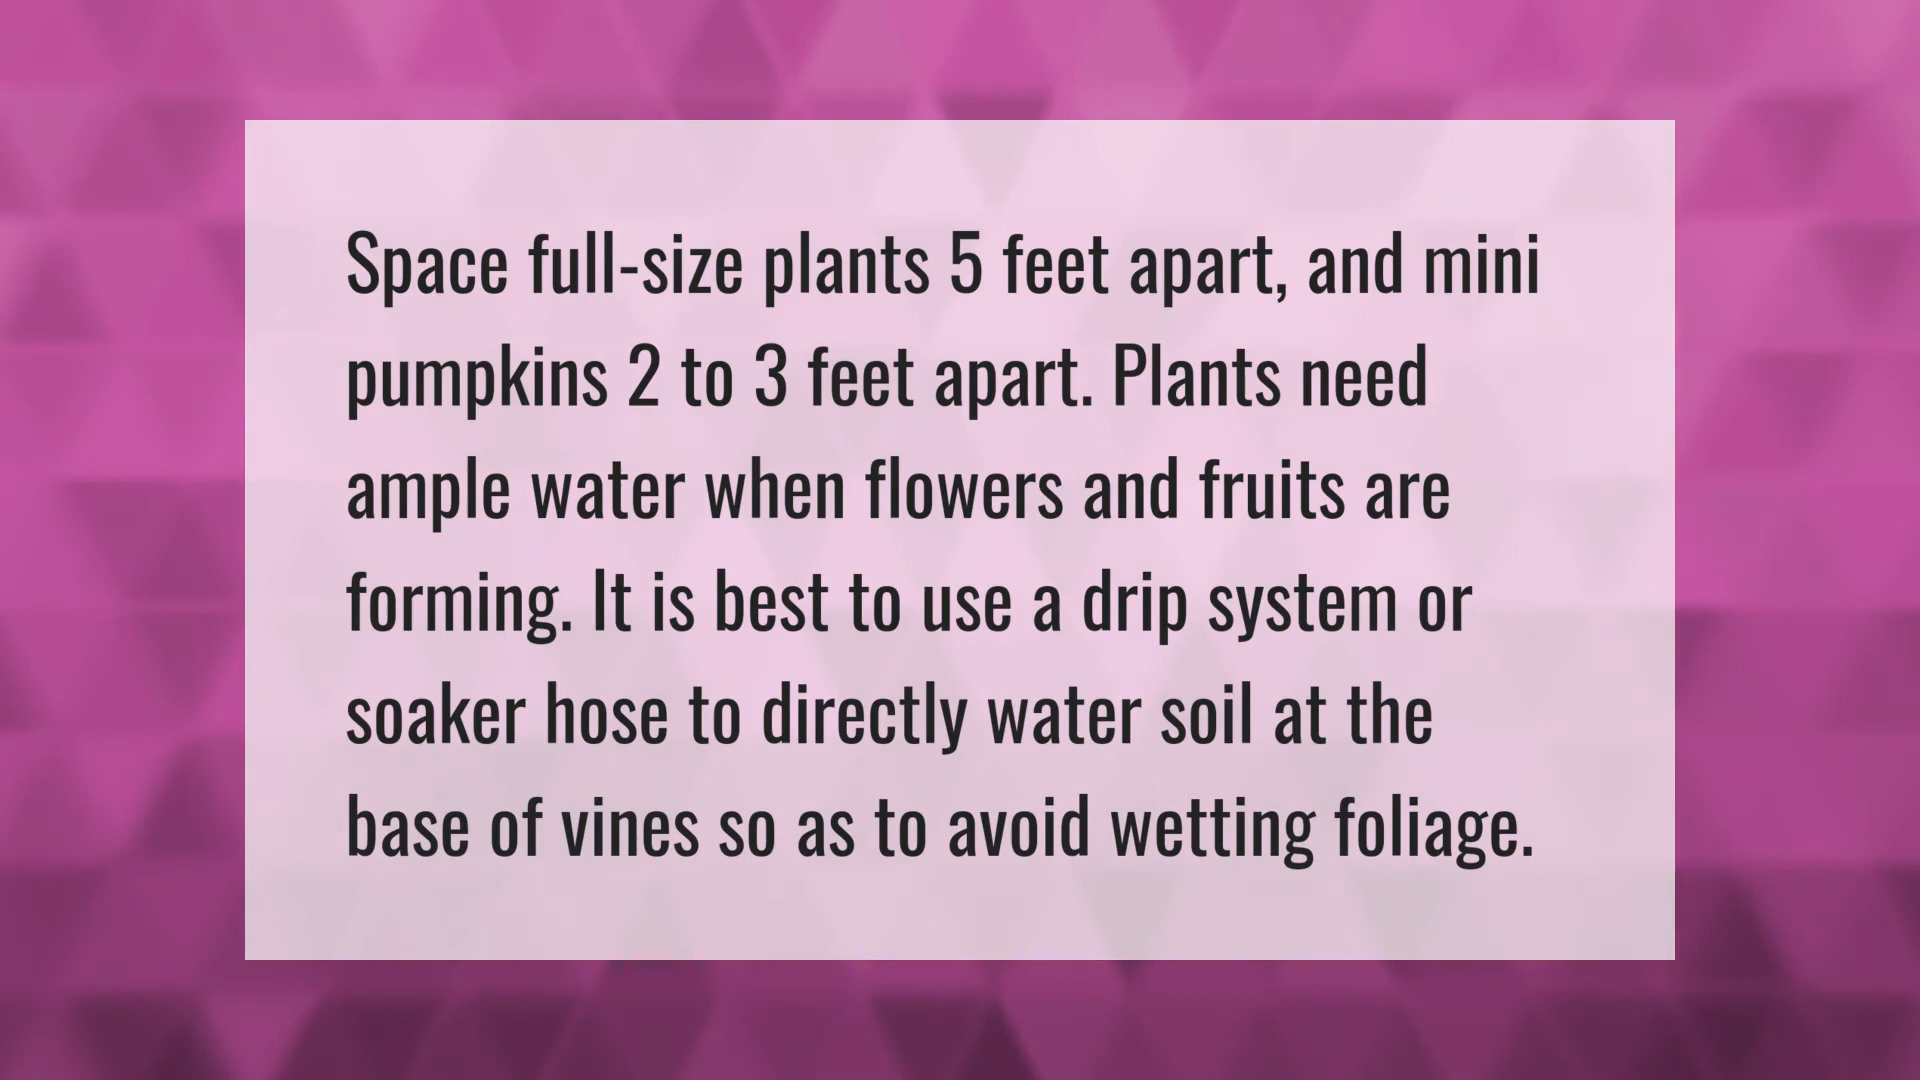 Space full-size plants 5 feet apart, and mini
pumpkins 2 to 3 feet apart. Plants need
ample water when flowers and fruits are
forming. It is best to use a drip system or
soaker hose to directly water soil at the
base of vines so as to avoid wetting foliage.